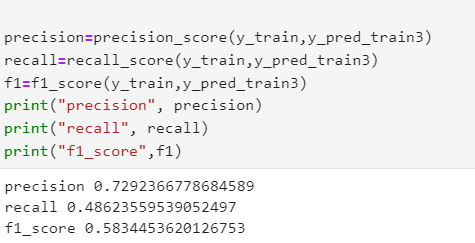 precision=precision_score(y_train,y_pred_train3)
recall=recall_score(y_train,y_pred_train3)
f1=f1_score(y_train,y_pred_train3)
print("precision", precision)
print("recall", recall)
print("f1_score",f1)
precision 0.7292366778684589
recall 0.48623559539052497
f1_score 0.5834453620126753